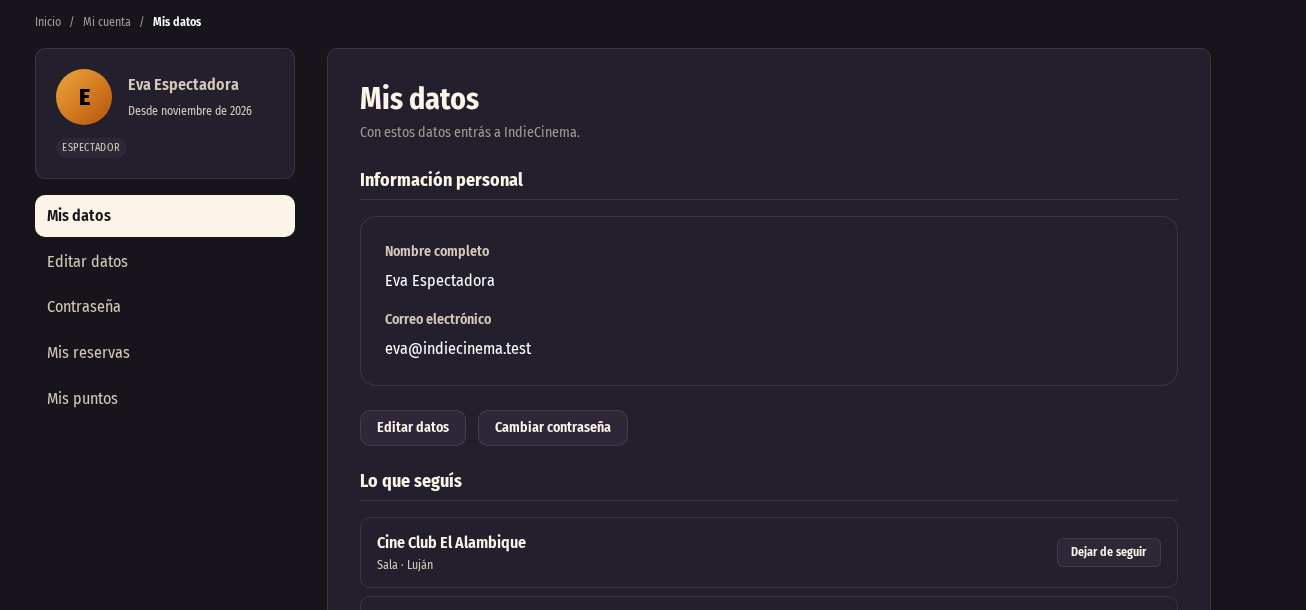 Inicio / Mi cuenta / Mis datos
E
Eva Espectadora
Desde noviembre de 2026
ESPECTADOR
Mis datos
Editar datos
Contraseña
Mis reservas
Mis puntos
Mis datos
Con estos datos entrás a IndieCinema.
Información personal
Nombre completo
Eva Espectadora
Correo electrónico
eva@indiecinema.test
Editar datos
Cambiar contraseña
Lo que seguís
Cine Club El Alambique
Sala · Luján
Dejar de seguir